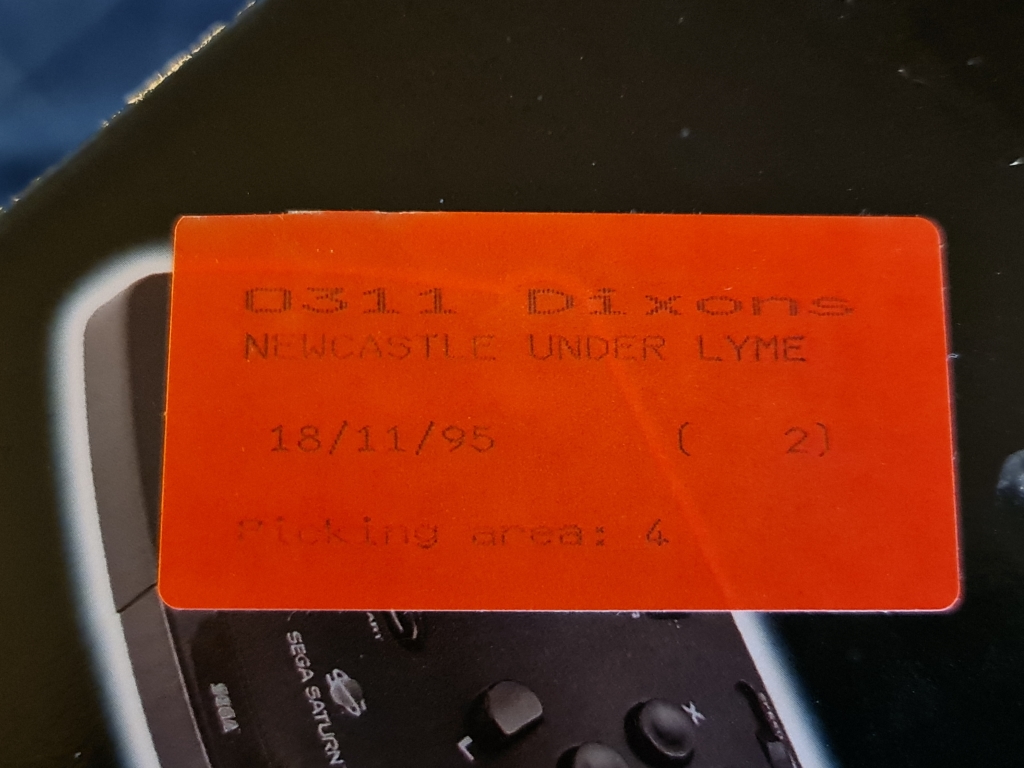 0311 Dixons
NEWCASTLE UNDER LYME
18/11/95 ( 2)
Picking area: 4
SEGA SATURN
SEGA
L
X